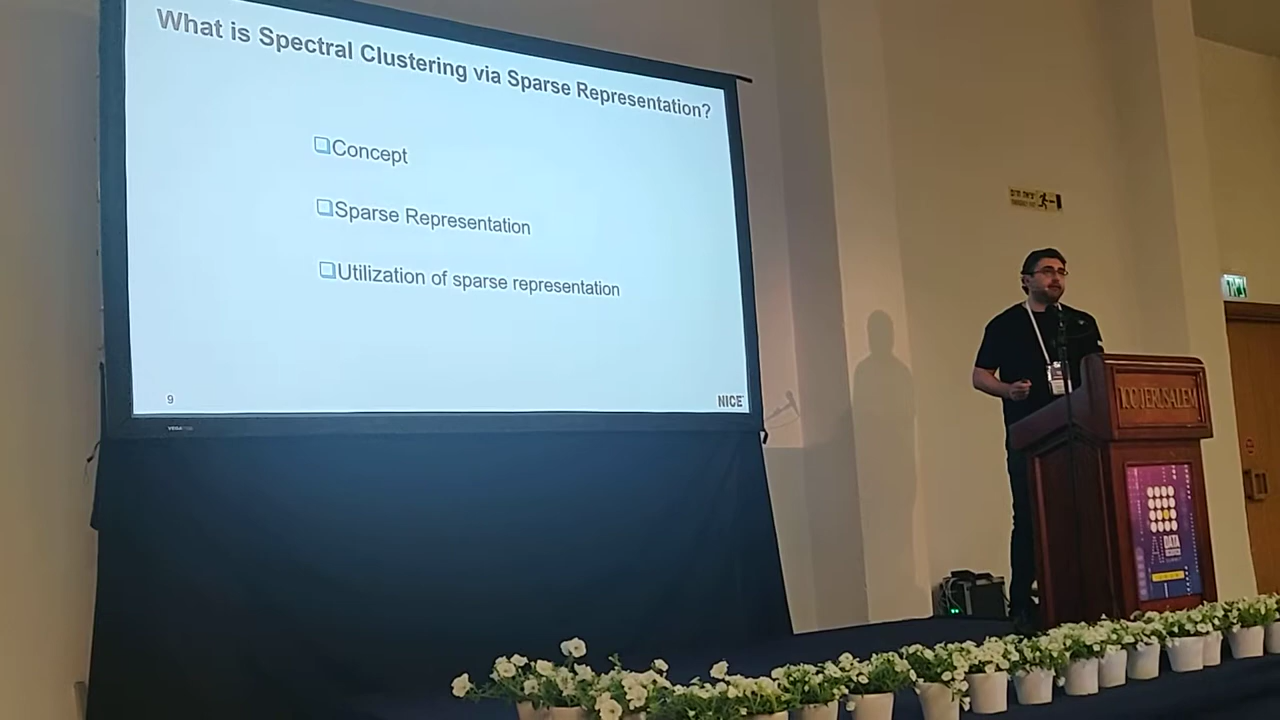 What is Spectral Clustering via Sparse Representation?
Concept
Sparse Representation
Utilization of sparse representation
9
NICE
ICC JERUSALEM
AI DATA